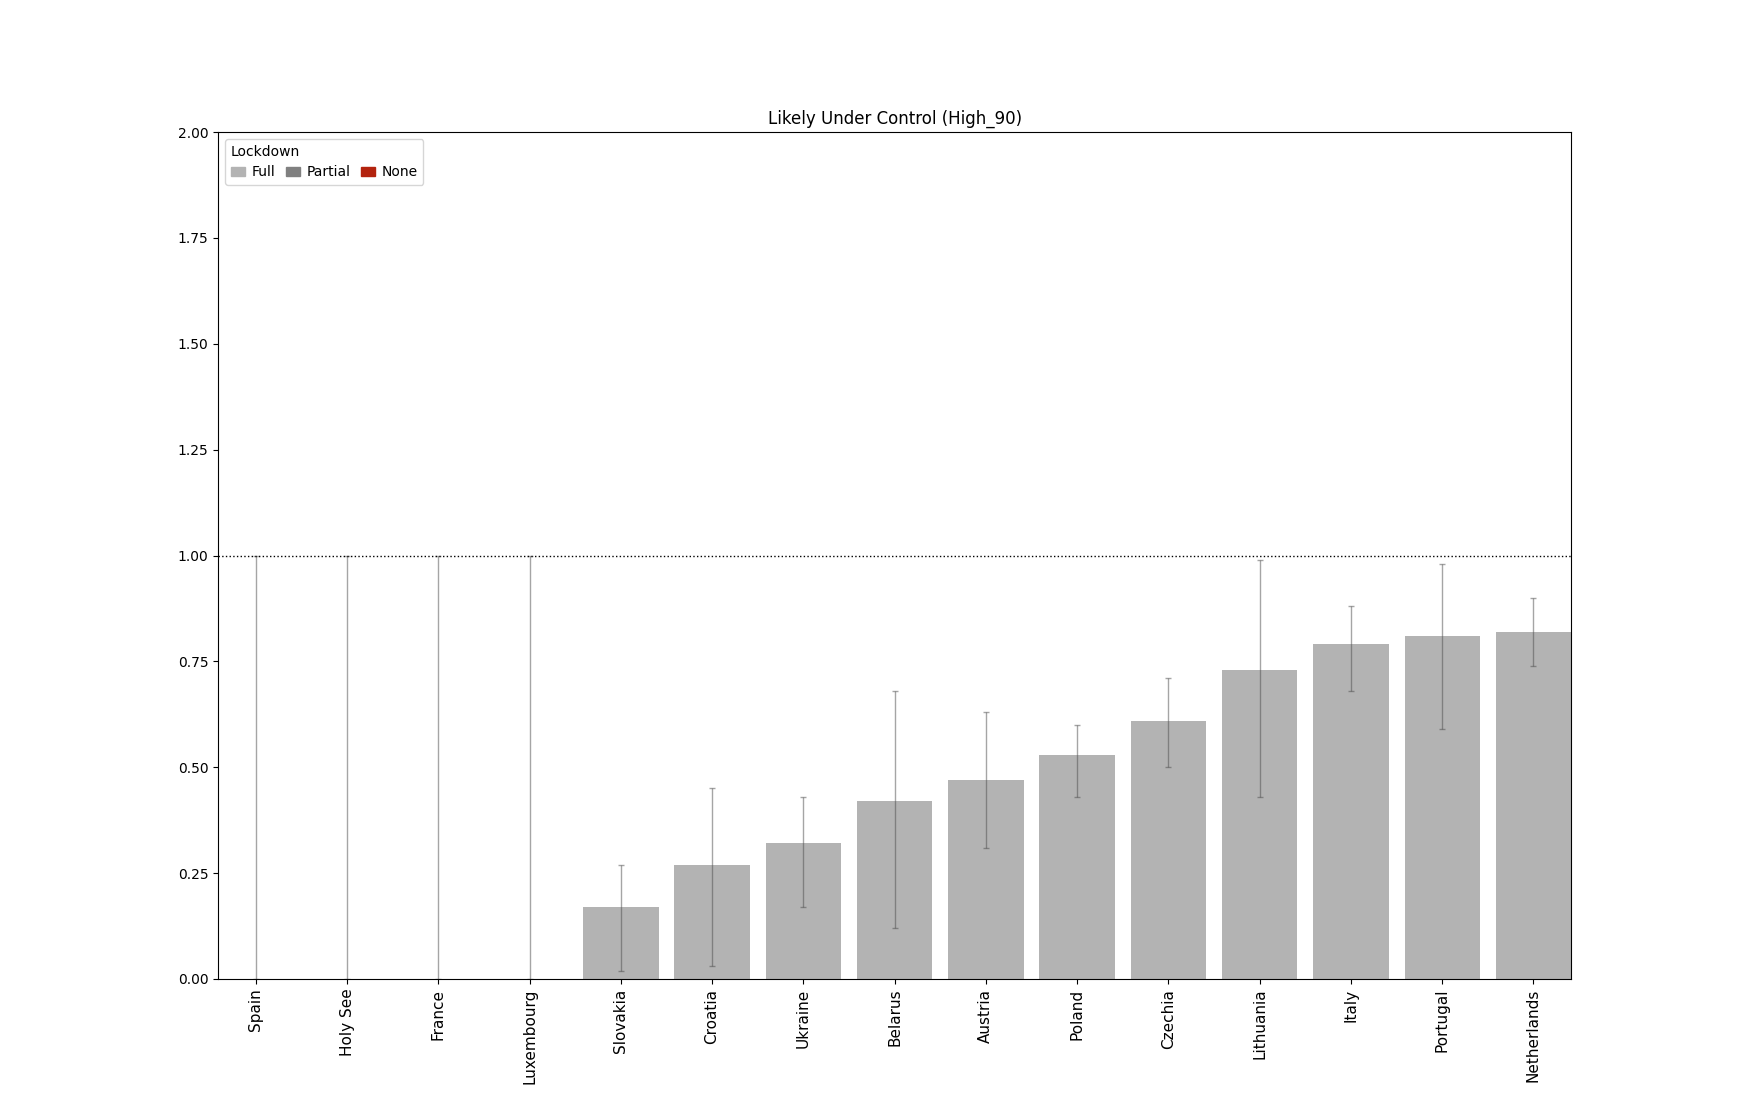 Likely Under Control (High_90)
Lockdown
Full Partial None
2.00
1.75
1.50
1.25
1.00
0.75
0.50
0.25
0.00
Spain
Holy See
France
Luxembourg
Slovakia
Croatia
Ukraine
Belarus
Austria
Poland
Czechia
Lithuania
Italy
Portugal
Netherlands